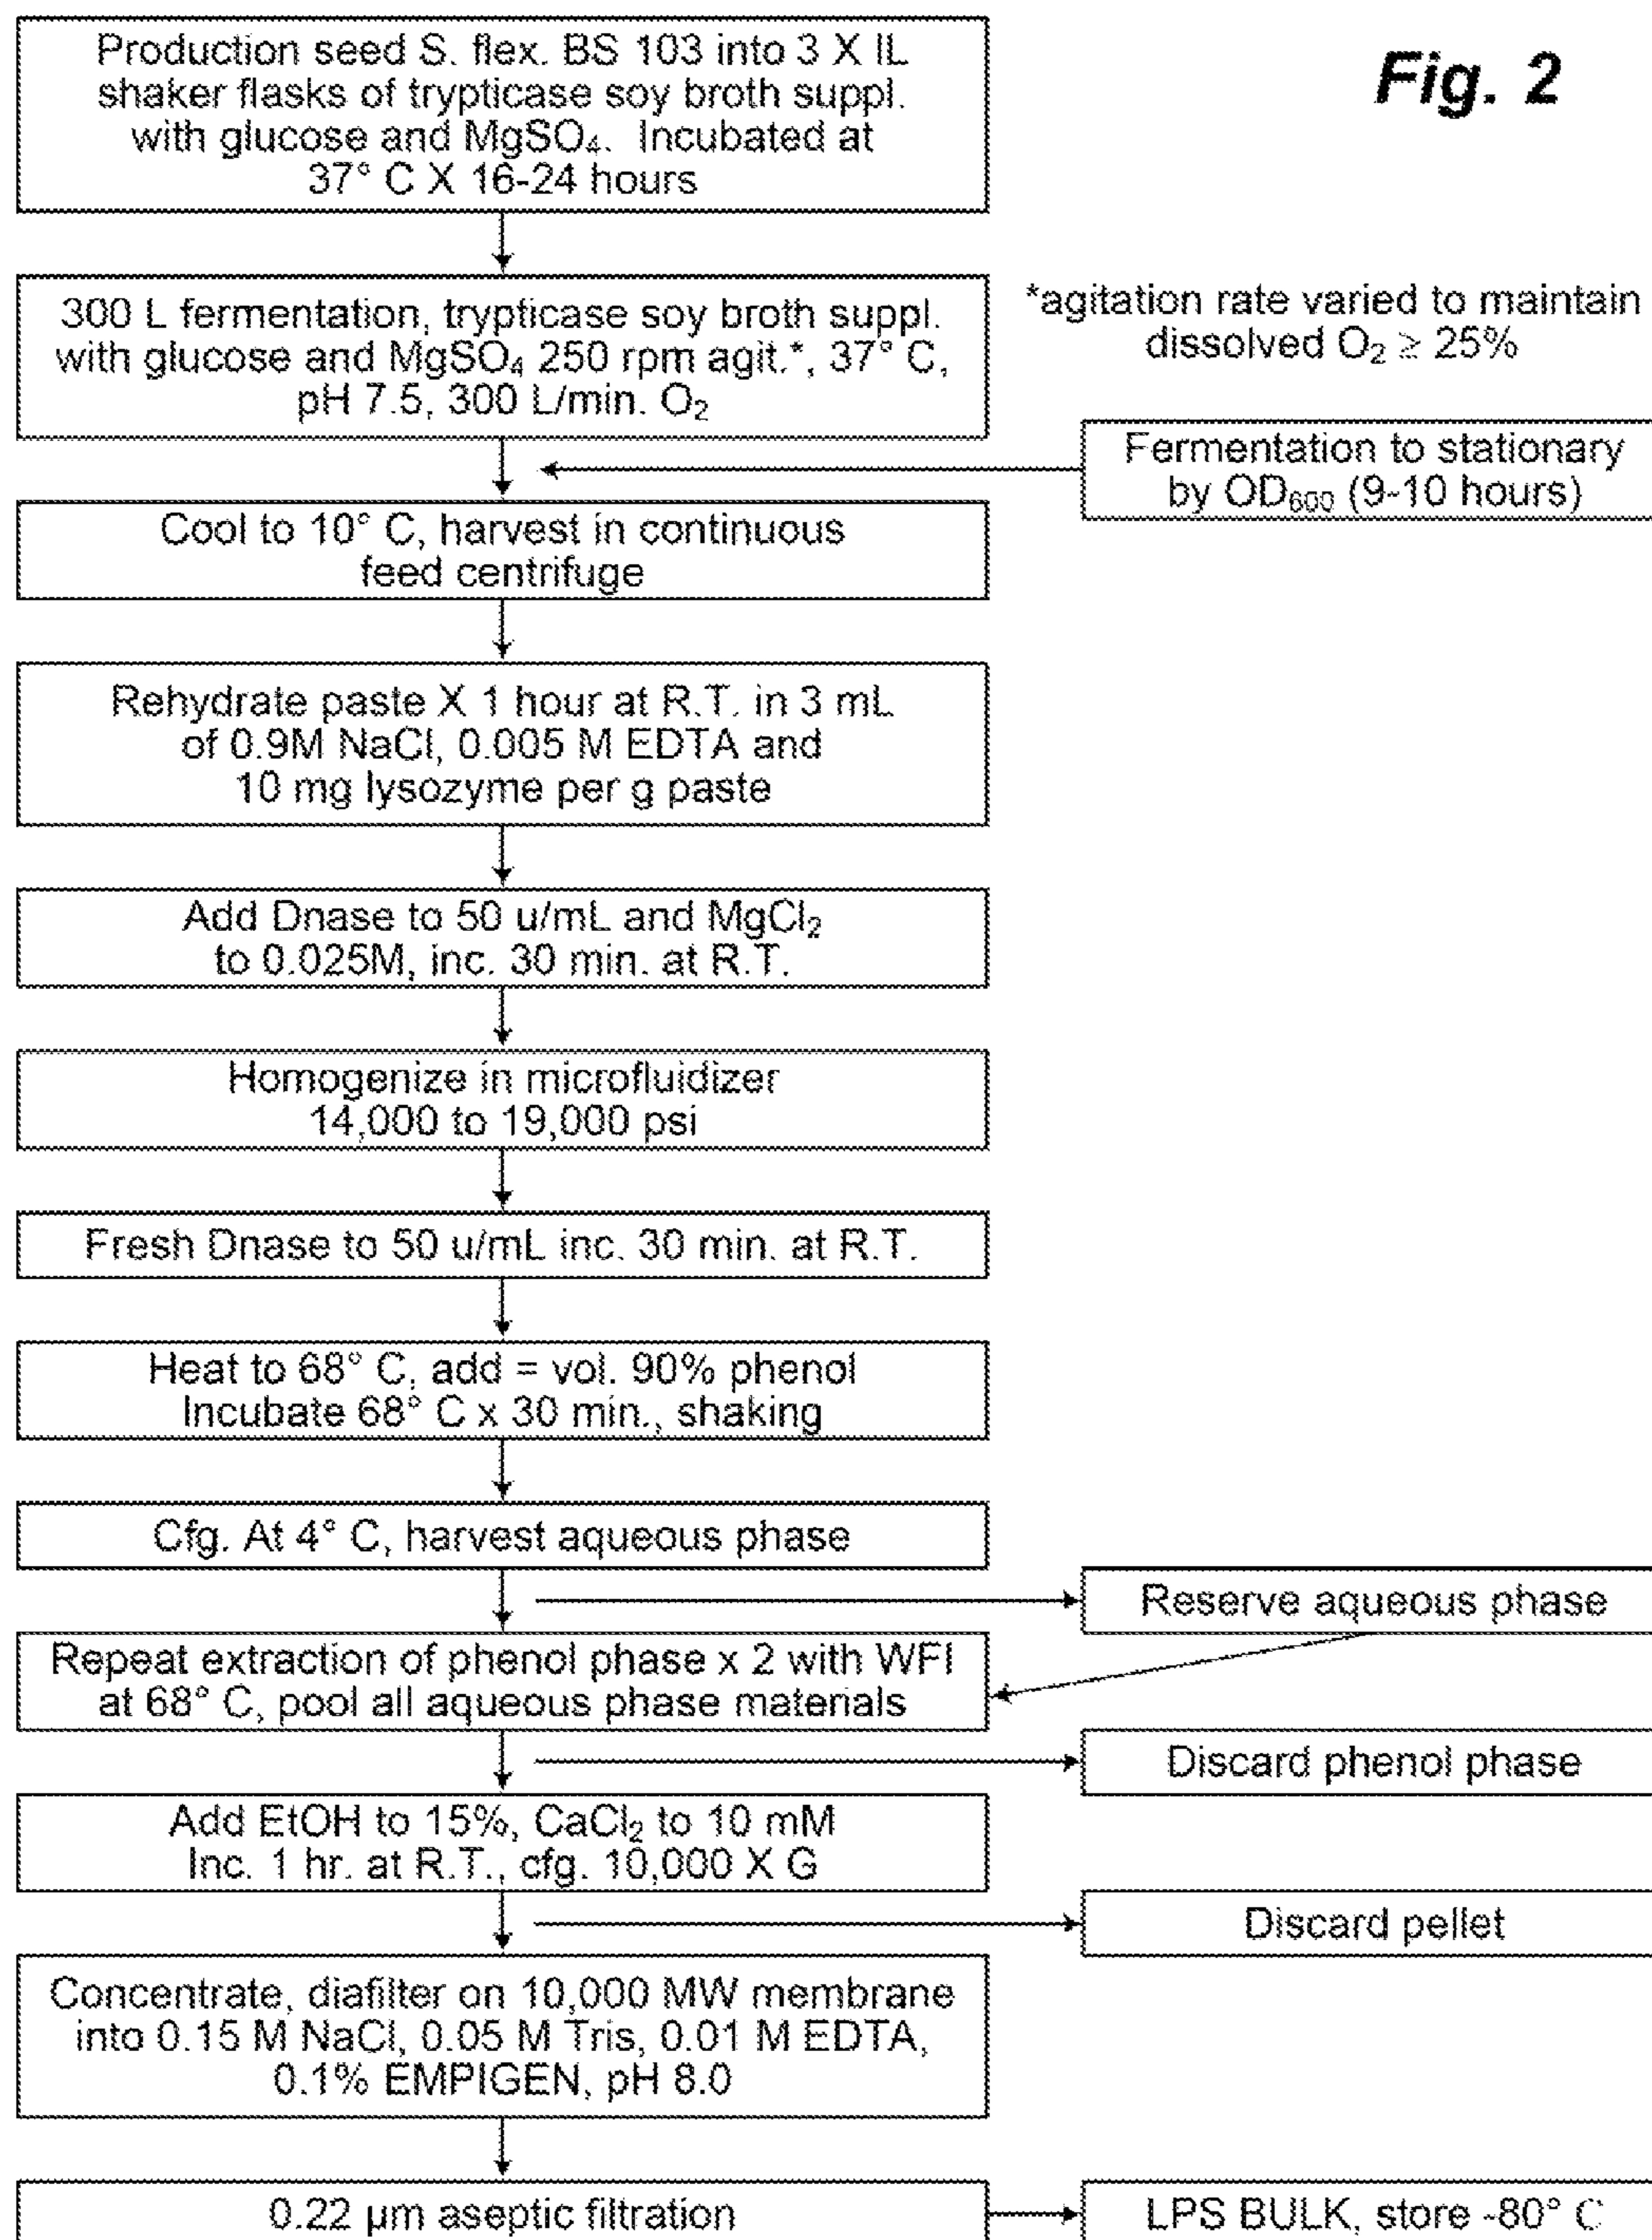 Fig. 2
Production seed S. flex. BS 103 into 3 X IL
shaker flasks of trypticase soy broth suppl.
with glucose and MgSO₄. Incubated at
37° C X 16-24 hours
300 L fermentation, trypticase soy broth suppl.
with glucose and MgSO₄ 250 rpm agit.*, 37° C,
pH 7.5, 300 L/min. O₂
*agitation rate varied to maintain
dissolved O₂ ≥ 25%
Fermentation to stationary
by OD₆₀₀ (9-10 hours)
Cool to 10° C, harvest in continuous
feed centrifuge
Rehydrate paste X 1 hour at R.T. in 3 mL
of 0.9M NaCl, 0.005 M EDTA and
10 mg lysozyme per g paste
Add Dnase to 50 u/mL and MgCl₂
to 0.025M, inc. 30 min. at R.T.
Homogenize in microfluidizer
14,000 to 19,000 psi
Fresh Dnase to 50 u/mL inc. 30 min. at R.T.
Heat to 68° C, add = vol. 90% phenol
Incubate 68° C x 30 min., shaking
Cfg. At 4° C, harvest aqueous phase
Reserve aqueous phase
Repeat extraction of phenol phase x 2 with WFI
at 68° C, pool all aqueous phase materials
Discard phenol phase
Add EtOH to 15%, CaCl₂ to 10 mM
Inc. 1 hr. at R.T., cfg. 10,000 X G
Discard pellet
Concentrate, diafilter on 10,000 MW membrane
into 0.15 M NaCl, 0.05 M Tris, 0.01 M EDTA,
0.1% EMPIGEN, pH 8.0
0.22 µm aseptic filtration
LPS BULK, store -80° C